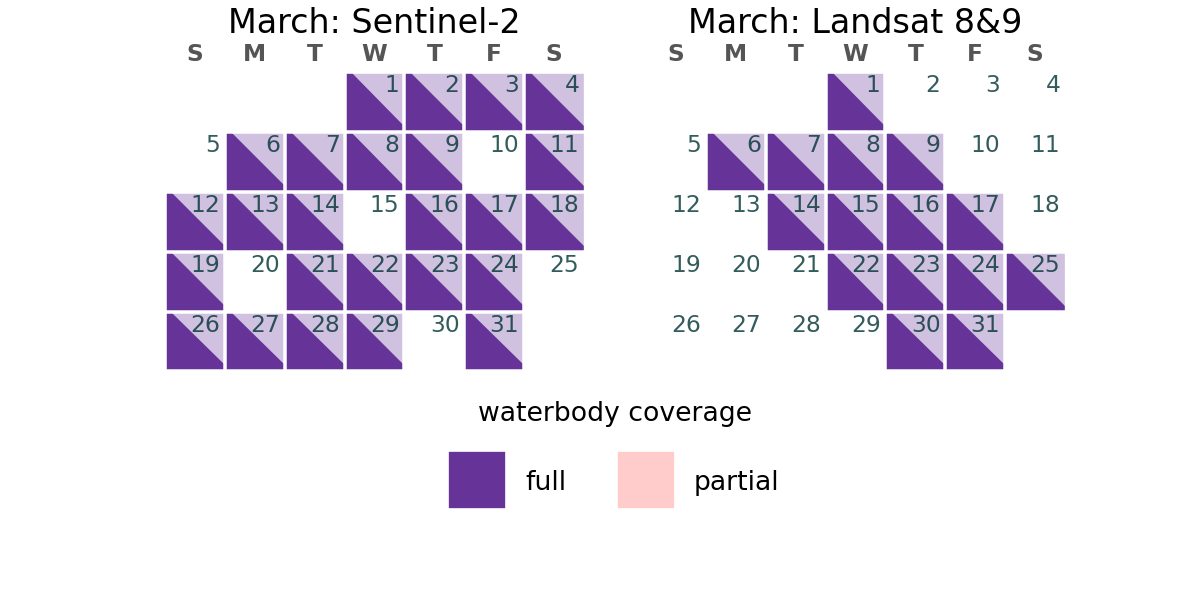 March: Sentinel-2
S M T W T F S
1 2 3 4
5 6 7 8 9 10 11
12 13 14 15 16 17 18
19 20 21 22 23 24 25
26 27 28 29 30 31
March: Landsat 8&9
S M T W T F S
1 2 3 4
5 6 7 8 9 10 11
12 13 14 15 16 17 18
19 20 21 22 23 24 25
26 27 28 29 30 31
waterbody coverage
full partial